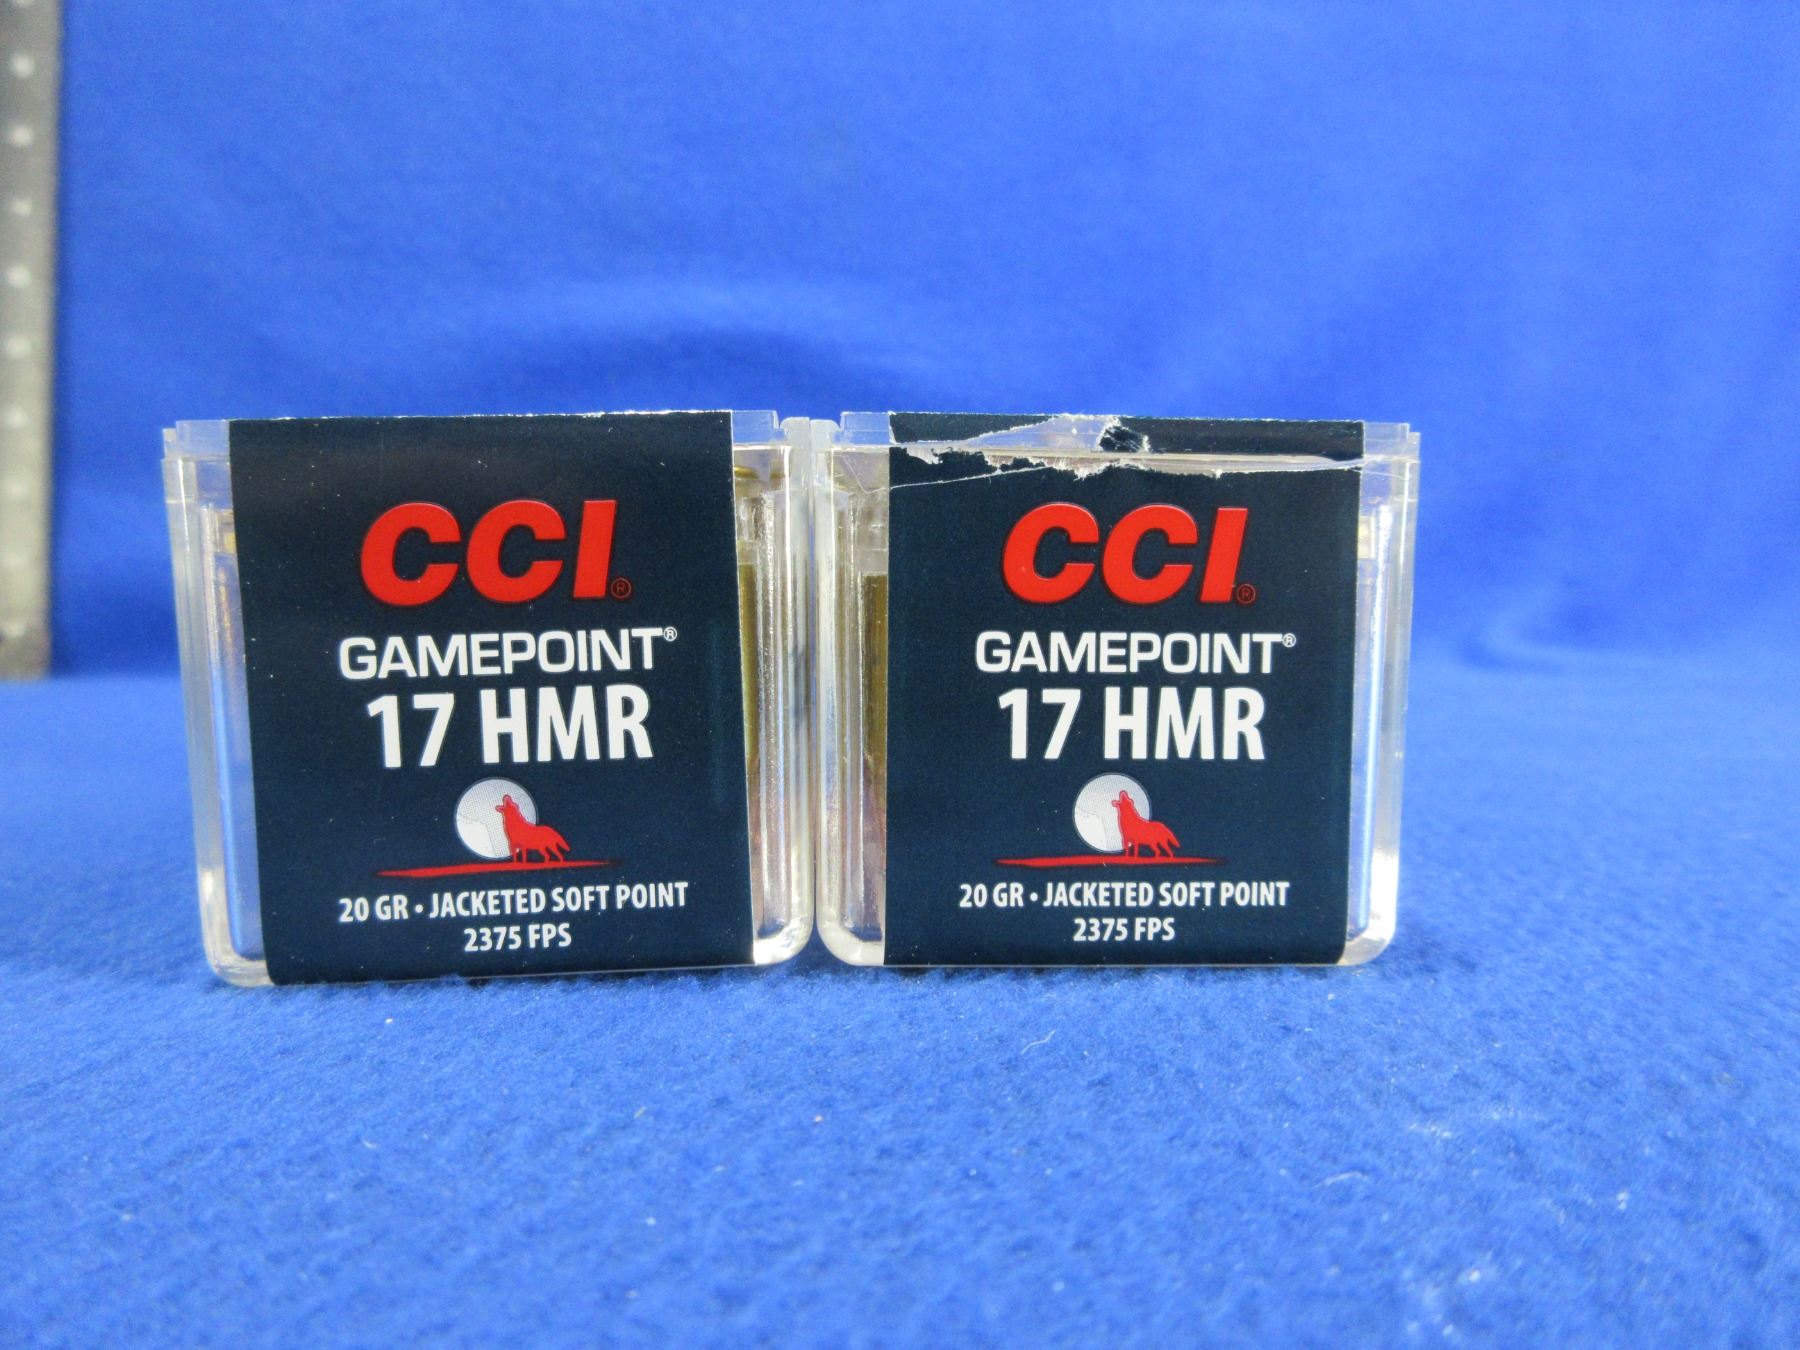 CCI®
GAMEPOINT®
17 HMR
20 GR • JACKETED SOFT POINT
2375 FPS
CCI®
GAMEPOINT®
17 HMR
20 GR • JACKETED SOFT POINT
2375 FPS